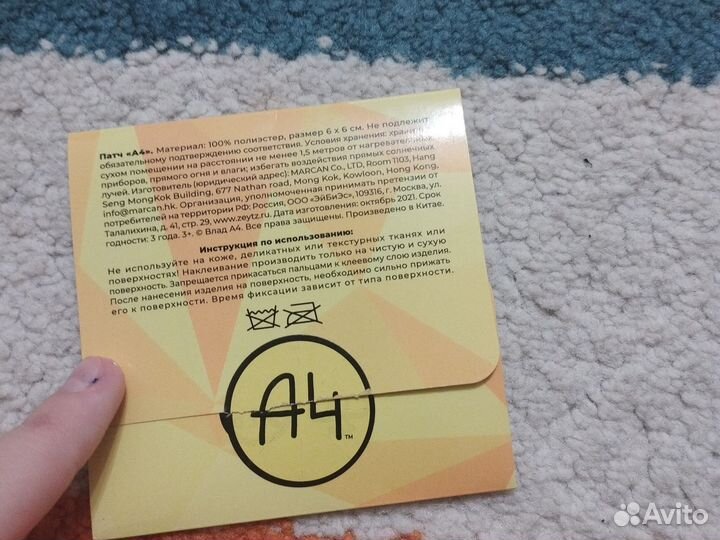 Патч «А4». Материал: 100% полиэстер, размер 6 х 6 см. Не подлежит
обязательному подтверждению соответствия. Условия хранения: хранить в
сухом помещении на расстоянии не менее 1,5 метров от нагревательных
приборов, прямого огня и влаги; избегать воздействия прямых солнечных
лучей. Изготовитель (юридический адрес): MARCAN Co., LTD, Room 1103, Hang
Seng MongKok Building, 677 Nathan road, Mong Kok, Kowloon, Hong Kong,
info@marcan.hk. Организация, уполномоченная принимать претензии от
потребителей на территории РФ: Россия, ООО «ЭйБиЭс», 109316, г. Москва, ул.
Талалихина, д. 41, стр. 29, www.zeytz.ru. Дата изготовления: октябрь 2021. Срок
годности: 3 года. 3+. © Влад А4. Все права защищены. Произведено в Китае.
Инструкция по использованию:
Не используйте на коже, деликатных или текстурных тканях или
поверхностях! Наклеивание производить только на чистую и сухую
поверхность. Запрещается прикасаться пальцами к клеевому слою изделия.
После нанесения изделия на поверхность, необходимо сильно прижать
его к поверхности. Время фиксации зависит от типа поверхности.
A4 ™
Avito